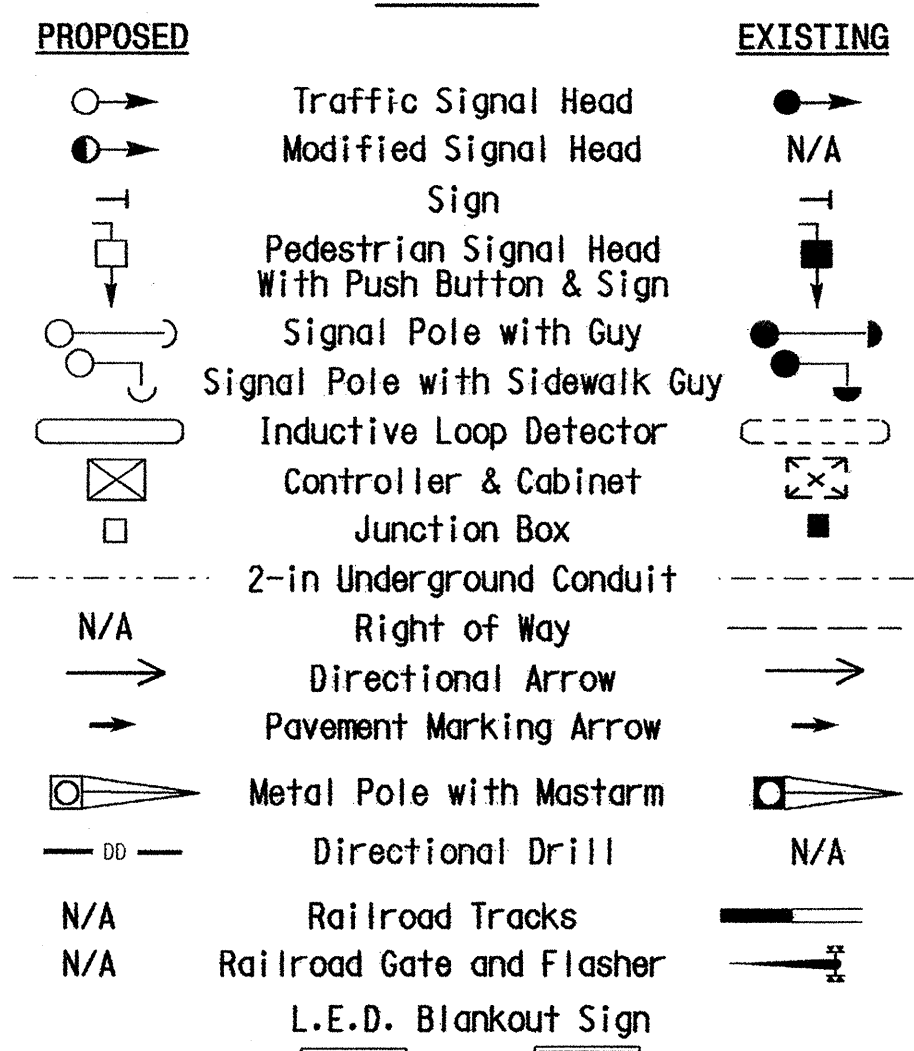 PROPOSED EXISTING
Traffic Signal Head
Modified Signal Head N/A
Sign
Pedestrian Signal Head
With Push Button & Sign
Signal Pole with Guy
Signal Pole with Sidewalk Guy
Inductive Loop Detector
Controller & Cabinet
Junction Box
2-in Underground Conduit
N/A Right of Way
Directional Arrow
Pavement Marking Arrow
Metal Pole with Mastarm
DD Directional Drill N/A
N/A Railroad Tracks
N/A Railroad Gate and Flasher
L.E.D. Blankout Sign